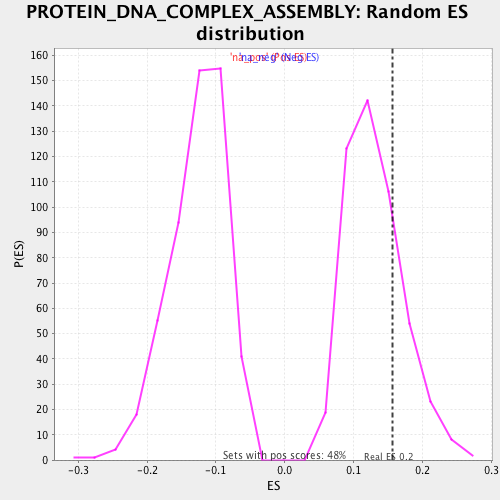 PROTEIN_DNA_COMPLEX_ASSEMBLY: Random ES
distribution
160
150
140
130
120
110
100
90
80
70
60
50
40
30
20
10
0
P(ES)
Sets with pos scores: 48%
Real ES 0.2
-0.3 -0.2 -0.1 0.0 0.1 0.2 0.3
ES